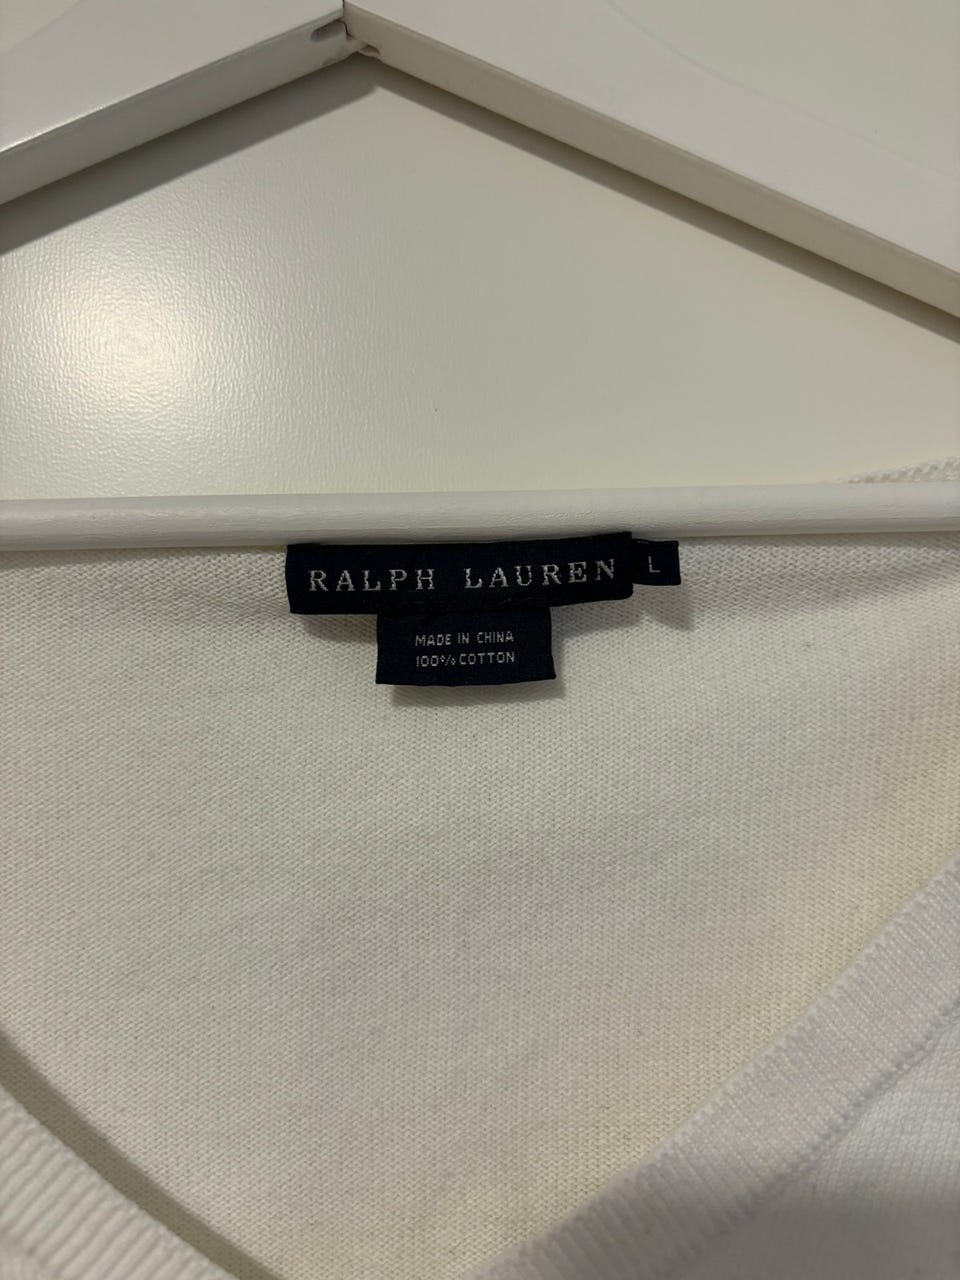 RALPH LAUREN
L
MADE IN CHINA
100% COTTON